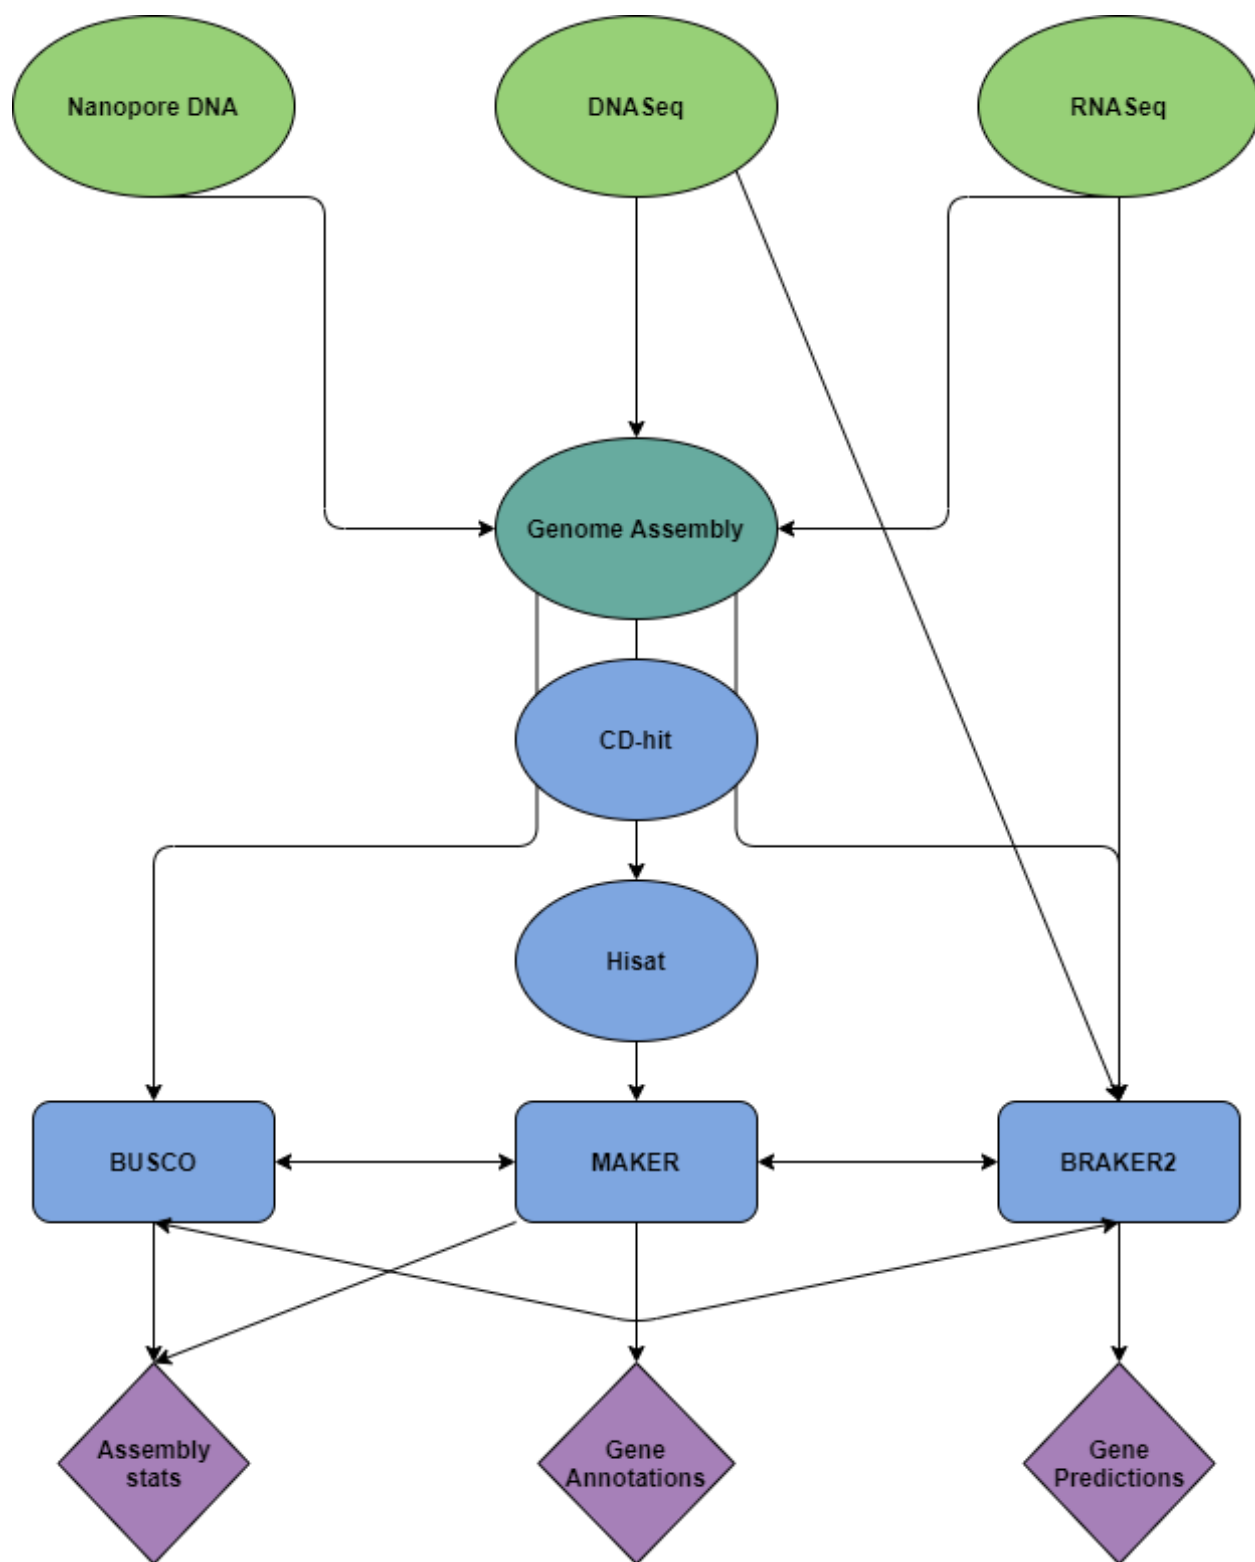 Nanopore DNA
DNASeq
RNASeq
Genome Assembly
CD-hit
Hisat
BUSCO
MAKER
BRAKER2
Assembly
stats
Gene
Annotations
Gene
Predictions